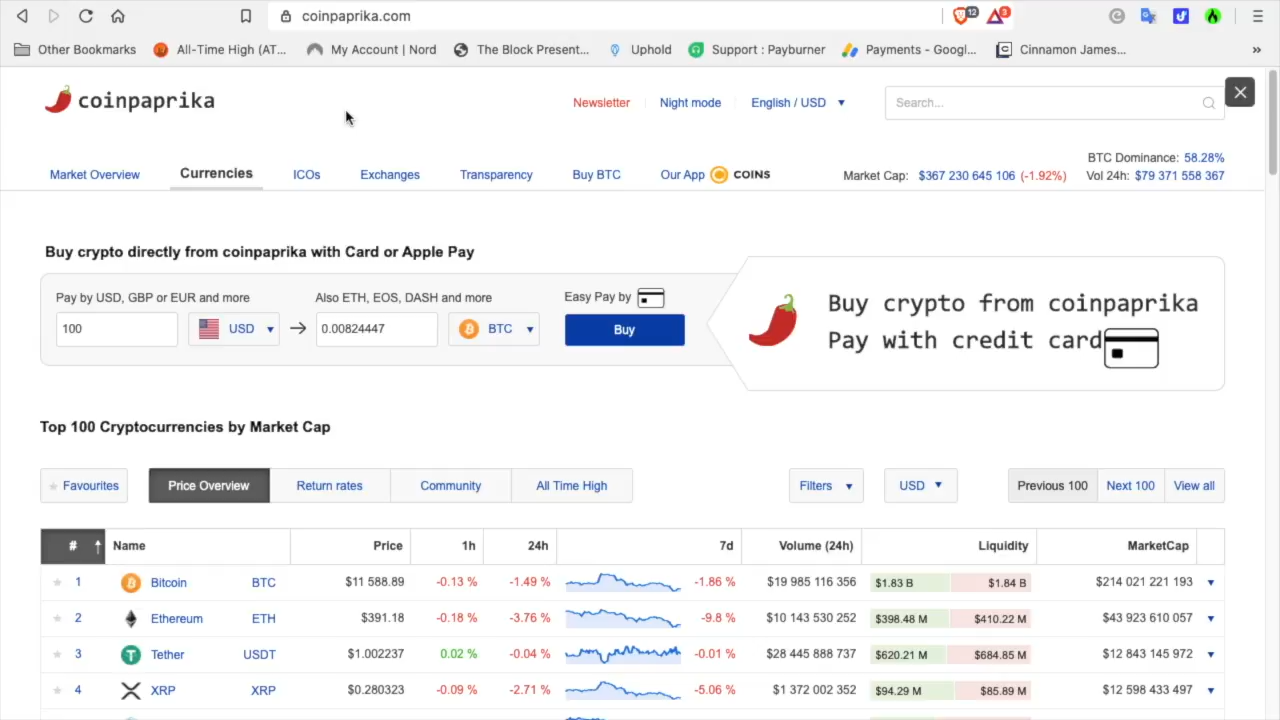 coinpaprika.com
12
3
Other Bookmarks
All-Time High (AT...
My Account | Nord
The Block Present...
Uphold
Support : Payburner
Payments - Googl...
Cinnamon James...
»
coinpaprika
Newsletter
Night mode
English / USD
Search...
Market Overview
Currencies
ICOs
Exchanges
Transparency
Buy BTC
Our App COINS
BTC Dominance: 58.28%
Market Cap: $367 230 645 106 (-1.92%) Vol 24h: $79 371 558 367
Buy crypto directly from coinpaprika with Card or Apple Pay
Pay by USD, GBP or EUR and more
Also ETH, EOS, DASH and more
Easy Pay by
100
USD
0.00824447
BTC
Buy
Buy crypto from coinpaprika
Pay with credit card
Top 100 Cryptocurrencies by Market Cap
Favourites
Price Overview
Return rates
Community
All Time High
Filters
USD
Previous 100
Next 100
View all
# Name Price 1h 24h 7d Volume (24h) Liquidity MarketCap
1 Bitcoin BTC $11 588.89 -0.13 % -1.49 % -1.86 % $19 985 116 356 $1.83 B $1.84 B $214 021 221 193
2 Ethereum ETH $391.18 -0.18 % -3.76 % -9.8 % $10 143 530 252 $398.48 M $410.22 M $43 923 610 057
3 Tether USDT $1.002237 0.02 % -0.04 % -0.01 % $28 445 888 737 $620.21 M $684.85 M $12 843 145 972
4 XRP XRP $0.280323 -0.09 % -2.71 % -5.06 % $1 372 002 352 $94.29 M $85.89 M $12 598 433 497